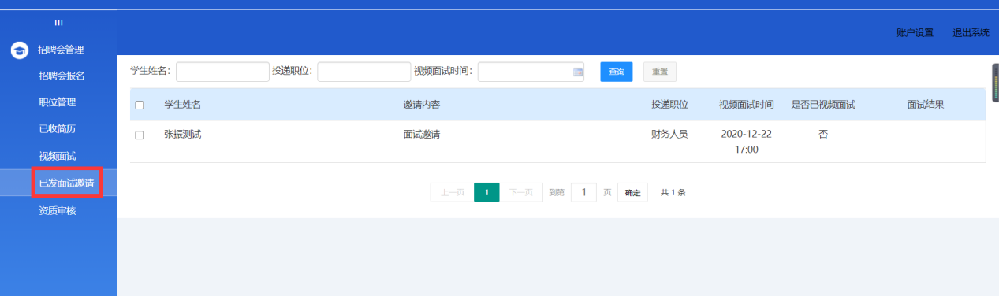 账户设置 退出系统
招聘会管理
招聘会报名
职位管理
已收简历
视频面试
已发面试邀请
资质审核
学生姓名： 投递职位： 视频面试时间： 查询 重置
学生姓名 邀请内容 投递职位 视频面试时间 是否已视频面试 面试结果
张振测试 面试邀请 财务人员 2020-12-22 否
17:00
上一页 1 下一页 到第 1 页 确定 共 1 条